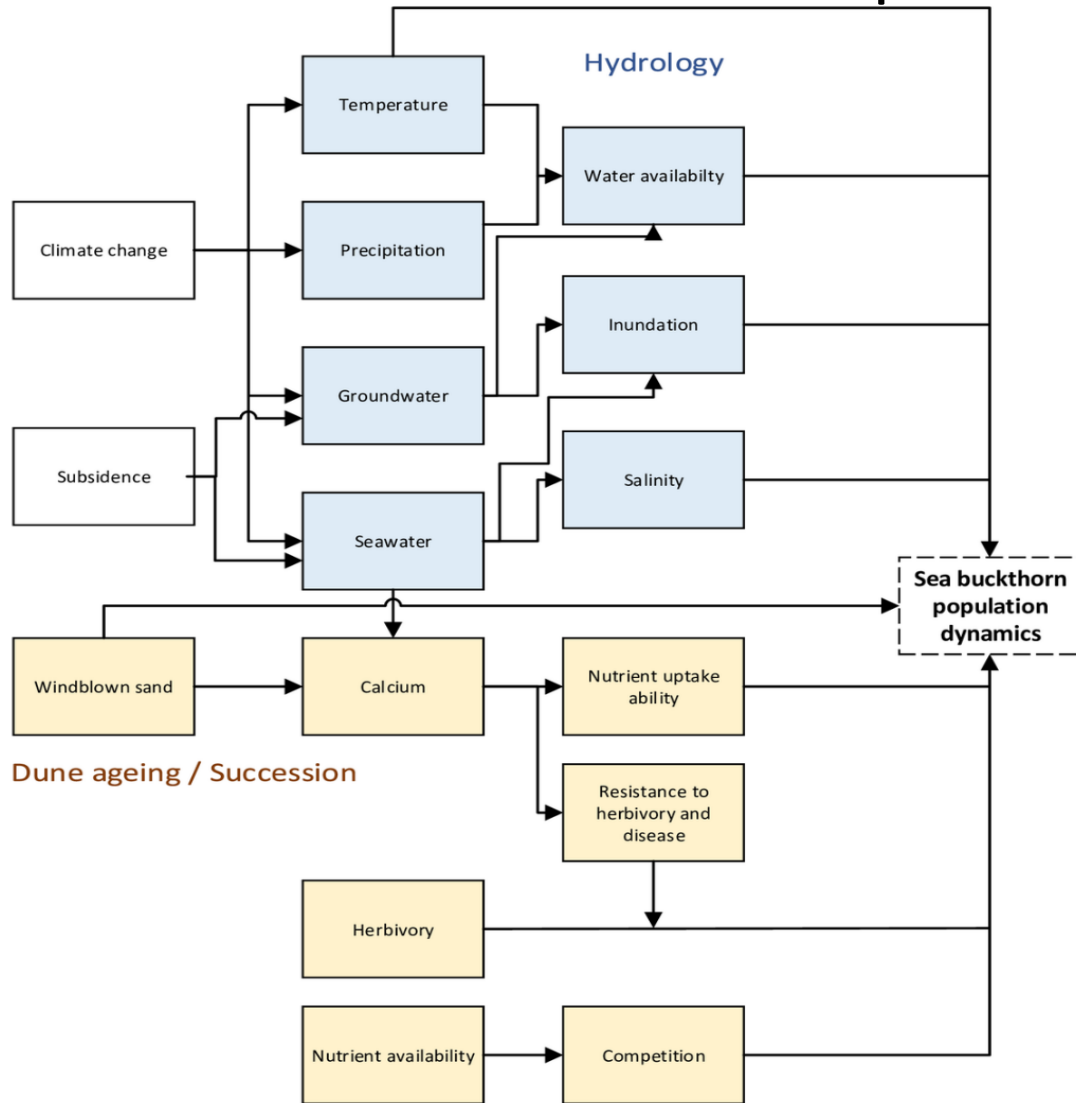 Hydrology
Temperature
Water availabilty
Climate change
Precipitation
Inundation
Groundwater
Subsidence
Salinity
Seawater
Sea buckthorn
population
dynamics
Windblown sand
Calcium
Nutrient uptake
ability
Dune ageing / Succession
Resistance to
herbivory and
disease
Herbivory
Nutrient availability
Competition